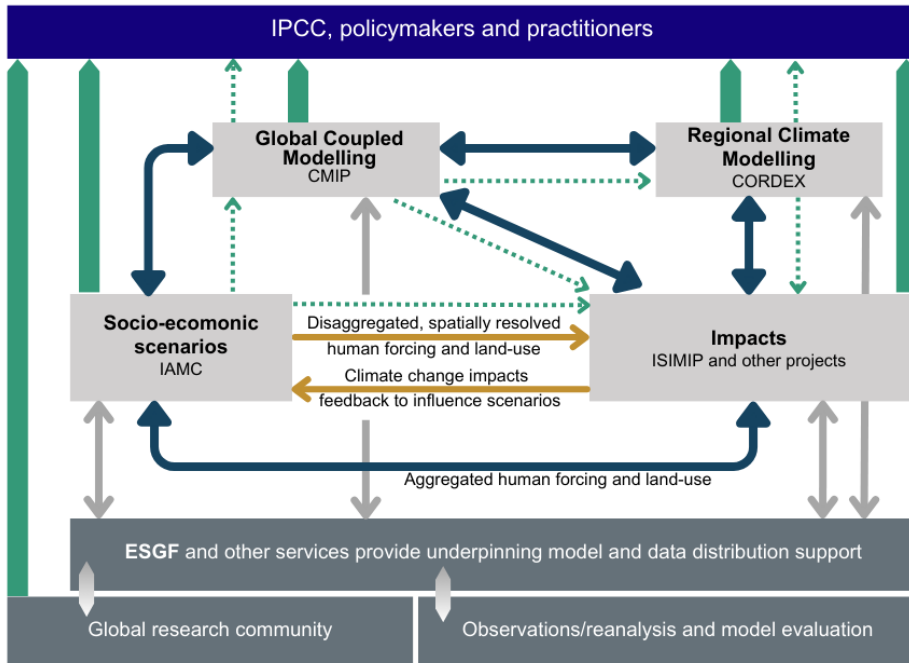 IPCC, policymakers and practitioners
Global Coupled
Modelling
CMIP
Regional Climate
Modelling
CORDEX
Socio-ecomonic
scenarios
IAMC
Disaggregated, spatially resolved
human forcing and land-use
Climate change impacts
feedback to influence scenarios
Impacts
ISIMIP and other projects
Aggregated human forcing and land-use
ESGF and other services provide underpinning model and data distribution support
Global research community
Observations/reanalysis and model evaluation